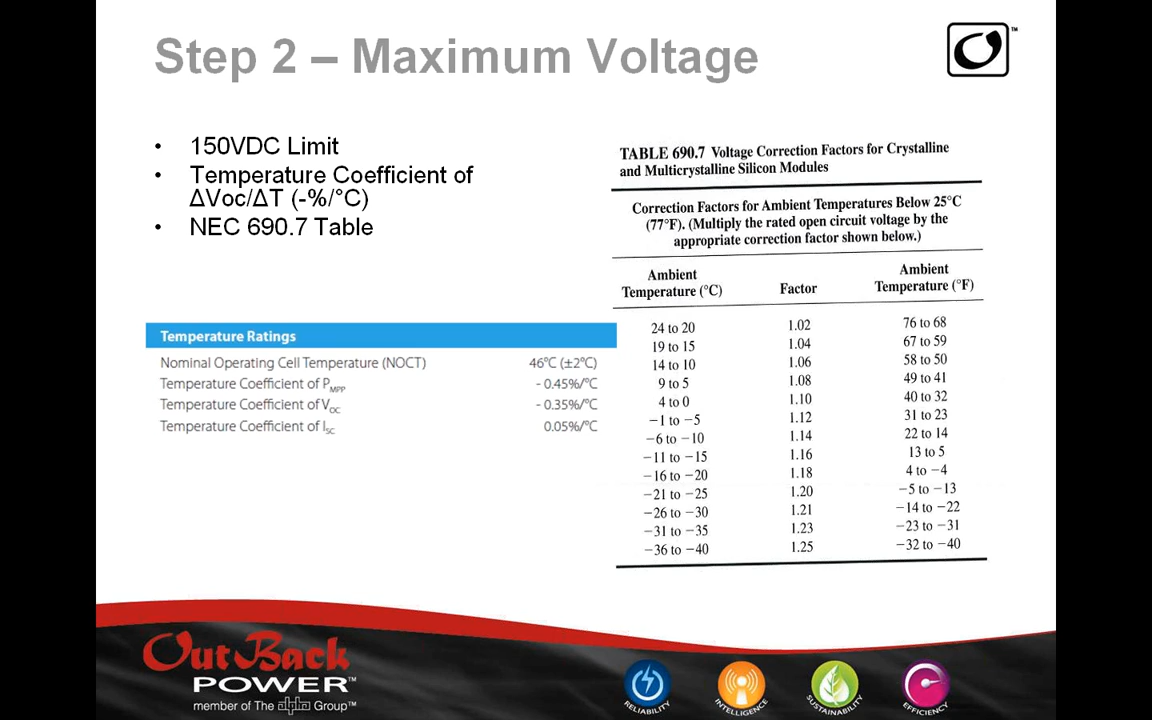 Step 2 – Maximum Voltage
™
• 150VDC Limit
• Temperature Coefficient of
ΔVoc/ΔT (-%/°C)
• NEC 690.7 Table
TABLE 690.7 Voltage Correction Factors for Crystalline
and Multicrystalline Silicon Modules
Correction Factors for Ambient Temperatures Below 25°C
(77°F). (Multiply the rated open circuit voltage by the
appropriate correction factor shown below.)
Ambient Temperature (°C) Factor Ambient Temperature (°F)
24 to 20 1.02 76 to 68
19 to 15 1.04 67 to 59
14 to 10 1.06 58 to 50
9 to 5 1.08 49 to 41
4 to 0 1.10 40 to 32
−1 to −5 1.12 31 to 23
−6 to −10 1.14 22 to 14
−11 to −15 1.16 13 to 5
−16 to −20 1.18 4 to −4
−21 to −25 1.20 −5 to −13
−26 to −30 1.21 −14 to −22
−31 to −35 1.23 −23 to −31
−36 to −40 1.25 −32 to −40
Temperature Ratings
Nominal Operating Cell Temperature (NOCT) 46°C (±2°C)
Temperature Coefficient of PMPP - 0.45%/°C
Temperature Coefficient of VOC - 0.35%/°C
Temperature Coefficient of ISC 0.05%/°C
OutBack
POWER™
member of The alpha Group™
RELIABILITY
INTELLIGENCE
SUSTAINABILITY
EFFICIENCY